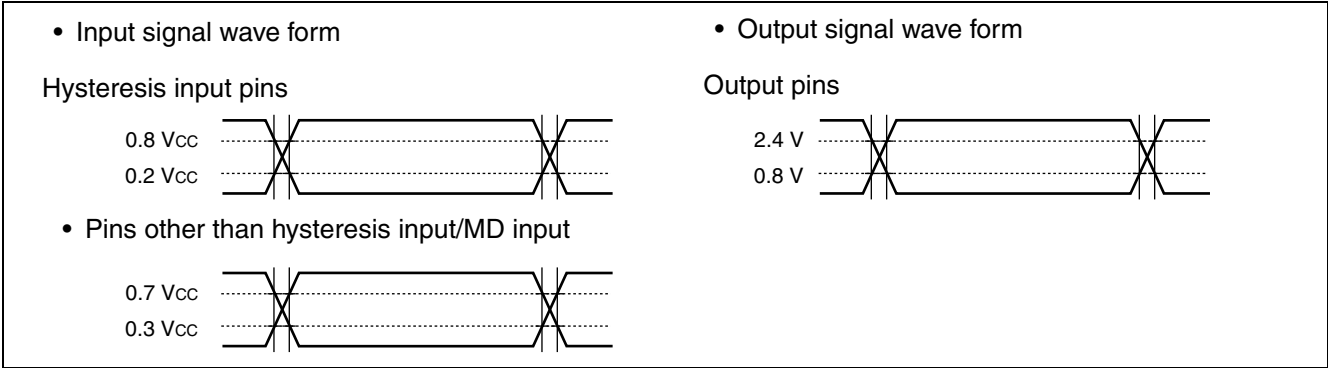 • Input signal wave form
Hysteresis input pins
0.8 Vcc
0.2 Vcc
• Pins other than hysteresis input/MD input
0.7 Vcc
0.3 Vcc
• Output signal wave form
Output pins
2.4 V
0.8 V